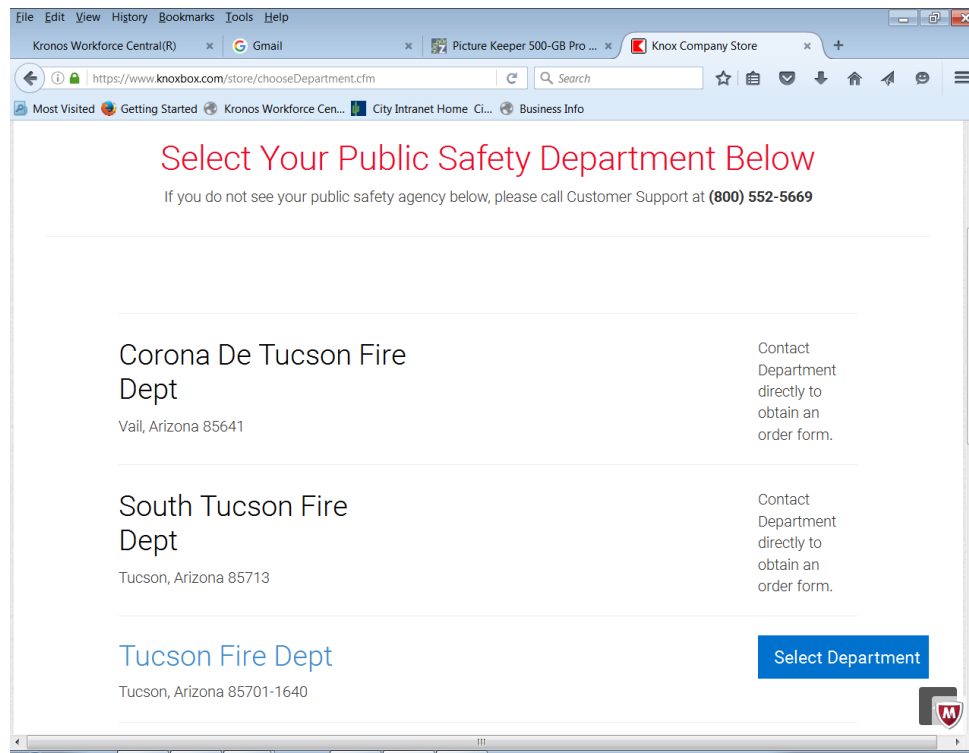 File Edit View History Bookmarks Tools Help
Kronos Workforce Central(R) × G Gmail × Picture Keeper 500-GB Pro ... × Knox Company Store × +
https://www.knoxbox.com/store/chooseDepartment.cfm Search
Most Visited Getting Started Kronos Workforce Cen... City Intranet Home Ci... Business Info
Select Your Public Safety Department Below
If you do not see your public safety agency below, please call Customer Support at (800) 552-5669
Corona De Tucson Fire
Dept
Vail, Arizona 85641
Contact
Department
directly to
obtain an
order form.
South Tucson Fire
Dept
Tucson, Arizona 85713
Contact
Department
directly to
obtain an
order form.
Tucson Fire Dept
Tucson, Arizona 85701-1640
Select Department